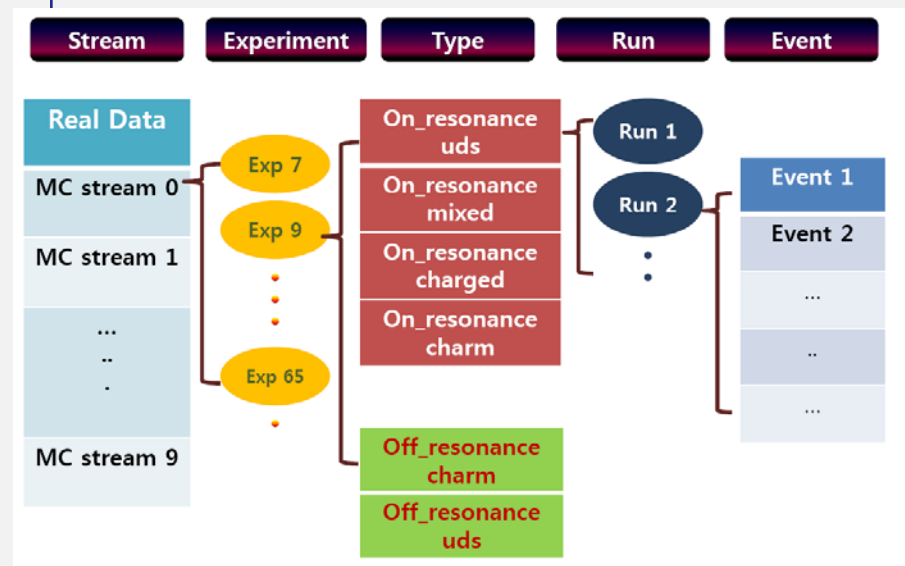 Stream
Experiment
Type
Run
Event
Real Data
MC stream 0
MC stream 1
...
..
.
MC stream 9
Exp 7
Exp 9
Exp 65
On_resonance
uds
On_resonance
mixed
On_resonance
charged
On_resonance
charm
Off_resonance
charm
Off_resonance
uds
Run 1
Run 2
Event 1
Event 2
...
..
...